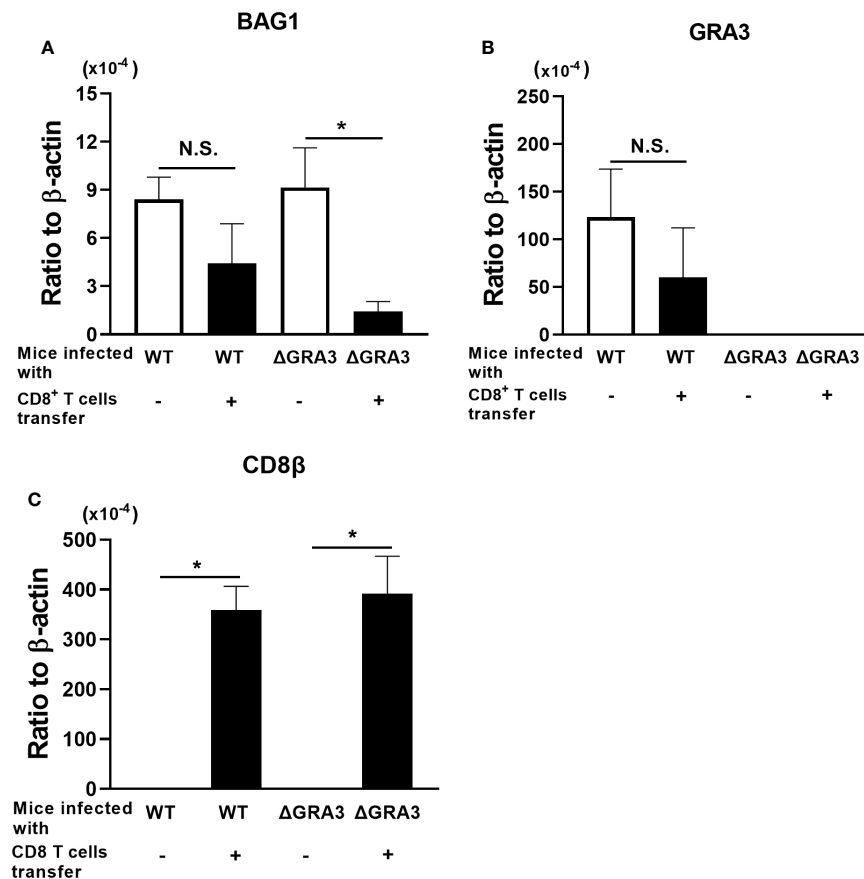 BAG1
A
(x10-4)
15
12
9
6
3
0
Ratio to β-actin
N.S.
*
Mice infected with
WT WT ΔGRA3 ΔGRA3
CD8+ T cells transfer
- + - +
GRA3
B
(x10-4)
250
200
150
100
50
0
Ratio to β-actin
N.S.
Mice infected with
WT WT ΔGRA3 ΔGRA3
CD8+ T cells transfer
- + - +
CD8β
C
(x10-4)
500
400
300
200
100
0
Ratio to β-actin
*
*
Mice infected with
WT WT ΔGRA3 ΔGRA3
CD8 T cells transfer
- + - +